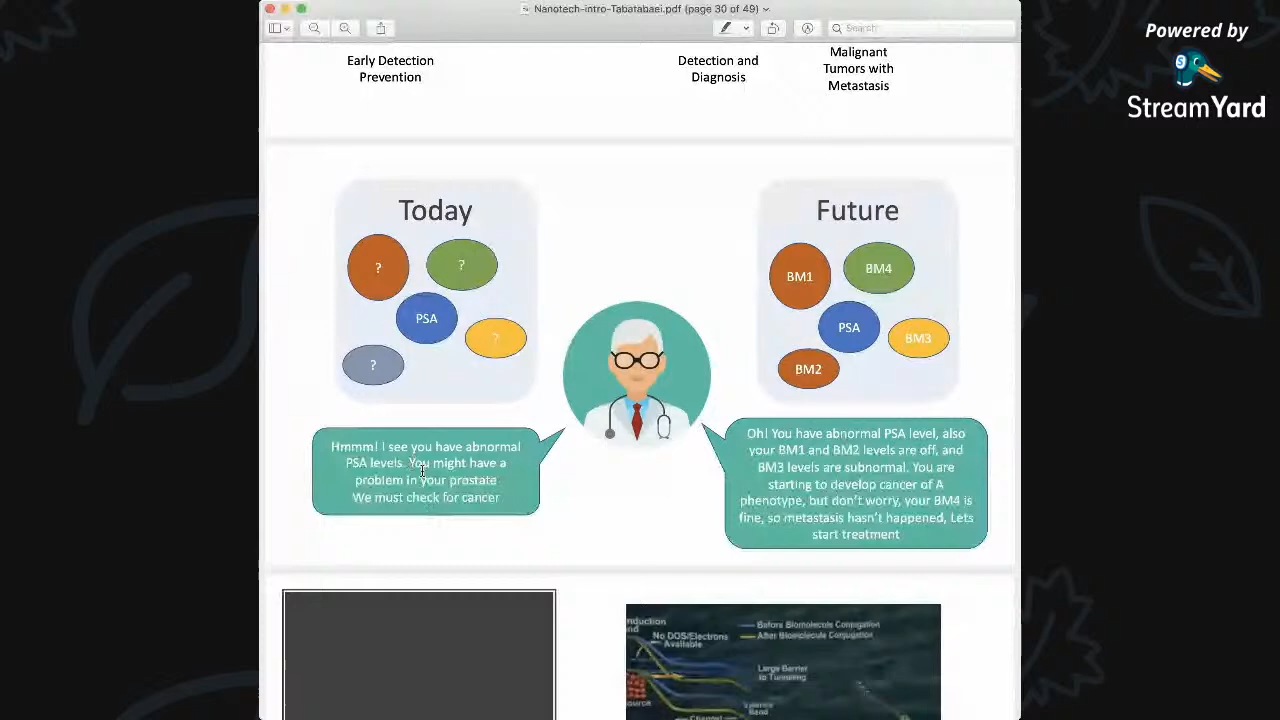 Nanotech-intro-Tabatabaei.pdf (page 30 of 49)
Search
Powered by
StreamYard
Early Detection
Prevention
Detection and
Diagnosis
Malignant
Tumors with
Metastasis
Today
?
?
PSA
?
?
Future
BM1
BM4
PSA
BM3
BM2
Hmmm! I see you have abnormal
PSA levels. You might have a
problem in your prostate
We must check for cancer
Oh! You have abnormal PSA level, also
your BM1 and BM2 levels are off, and
BM3 levels are subnormal. You are
starting to develop cancer of A
phenotype, but don't worry, your BM4 is
fine, so metastasis hasn't happened, Lets
start treatment
No DOS/Electrons
Available
Before Biomolecule Conjugation
After Biomolecule Conjugation
Large Barrier
to Tunneling
Band
Channel